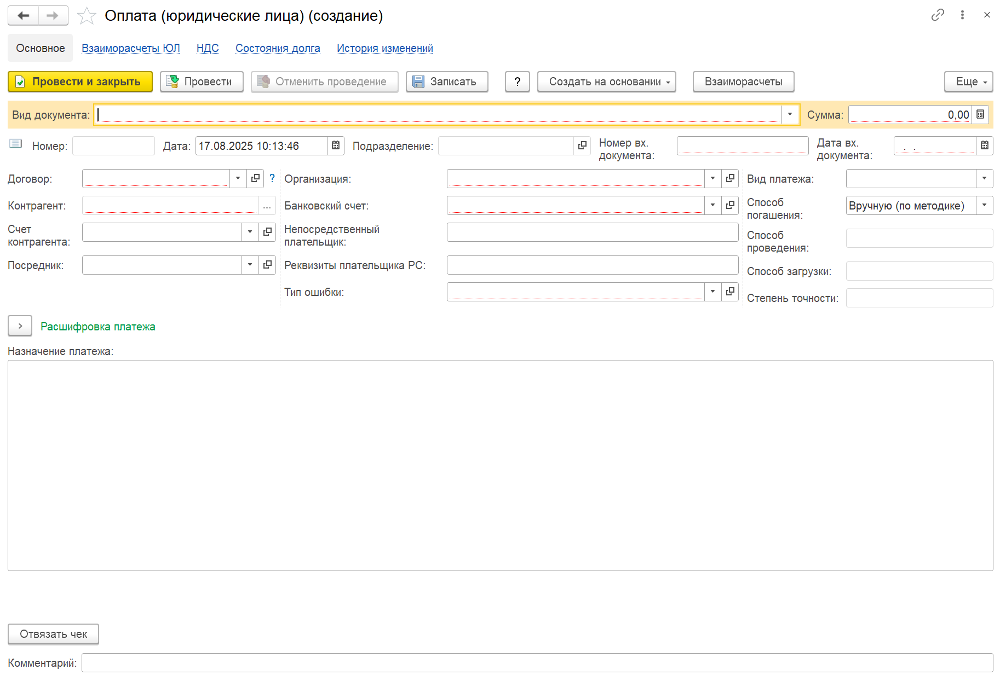 Оплата (юридические лица) (создание)
Основное Взаиморасчеты ЮЛ НДС Состояния долга История изменений
Провести и закрыть Провести Отменить проведение Записать ? Создать на основании Взаиморасчеты Еще
Вид документа: Сумма: 0,00
Номер: Дата: 17.08.2025 10:13:46 Подразделение: Номер вх. документа: Дата вх. документа: . .
Договор: ? Организация: Вид платежа:
Контрагент: ... Банковский счет: Способ погашения: Вручную (по методике)
Счет контрагента: Непосредственный плательщик: Способ проведения:
Посредник: Реквизиты плательщика РС: Способ загрузки:
Тип ошибки: Степень точности:
Расшифровка платежа
Назначение платежа:
Отвязать чек
Комментарий: